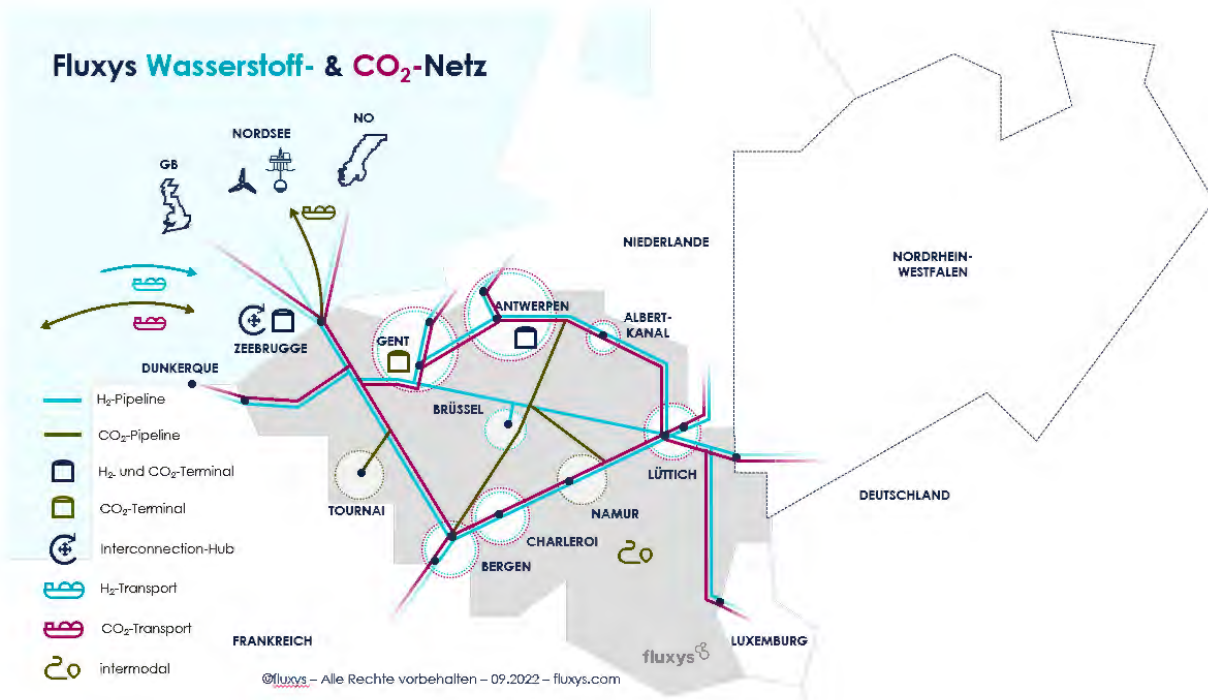 Fluxys Wasserstoff- & CO₂-Netz
NO
NORDSEE
GB
NIEDERLANDE
NORDRHEIN-
WESTFALEN
ANTWERPEN
ALBERT-
KANAL
GENT
ZEEBRUGGE
DUNKERQUE
BRÜSSEL
LÜTTICH
DEUTSCHLAND
TOURNAI
NAMUR
CHARLEROI
BERGEN
LUXEMBURG
FRANKREICH
H₂-Pipeline
CO₂-Pipeline
H₂- und CO₂-Terminal
CO₂-Terminal
Interconnection-Hub
H₂-Transport
CO₂-Transport
intermodal
fluxys
©fluxys – Alle Rechte vorbehalten – 09.2022 – fluxys.com